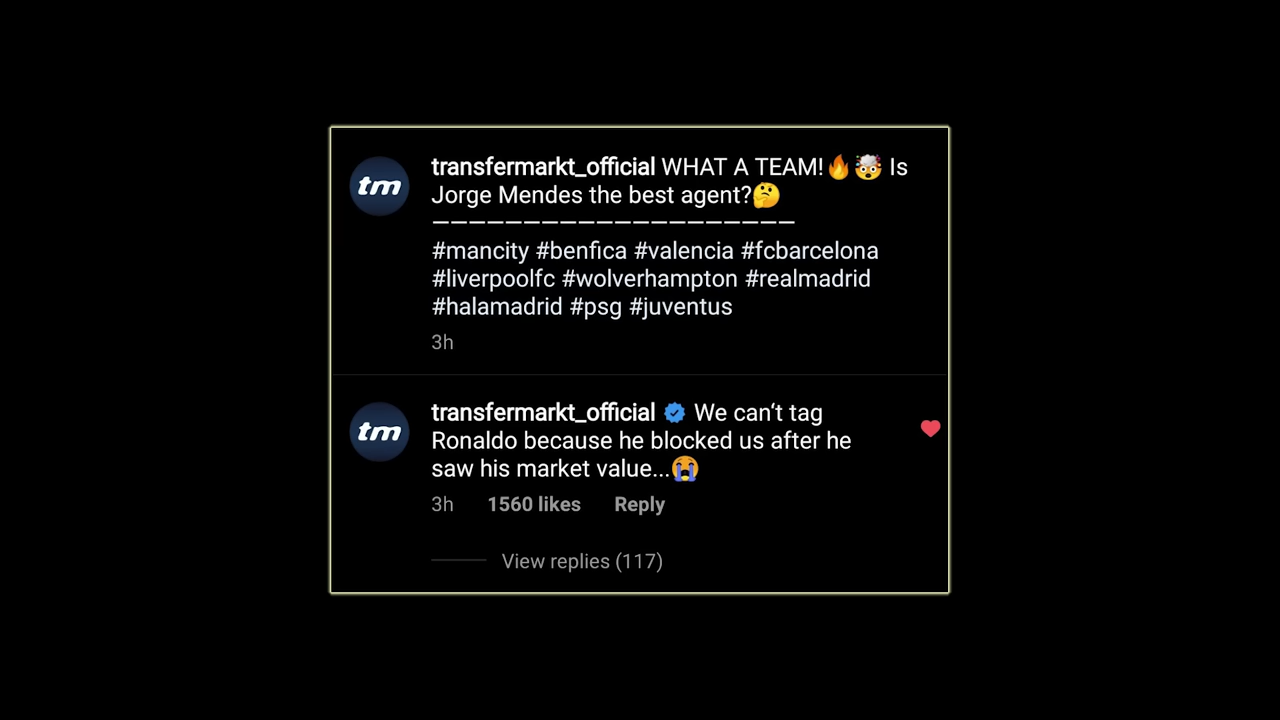 tm
transfermarkt_official WHAT A TEAM!🔥🤯 Is
Jorge Mendes the best agent?🤔
————————————————————
#mancity #benfica #valencia #fcbarcelona
#liverpoolfc #wolverhampton #realmadrid
#halamadrid #psg #juventus
3h
tm
transfermarkt_official We can‘t tag
Ronaldo because he blocked us after he
saw his market value...😭
3h 1560 likes Reply
View replies (117)